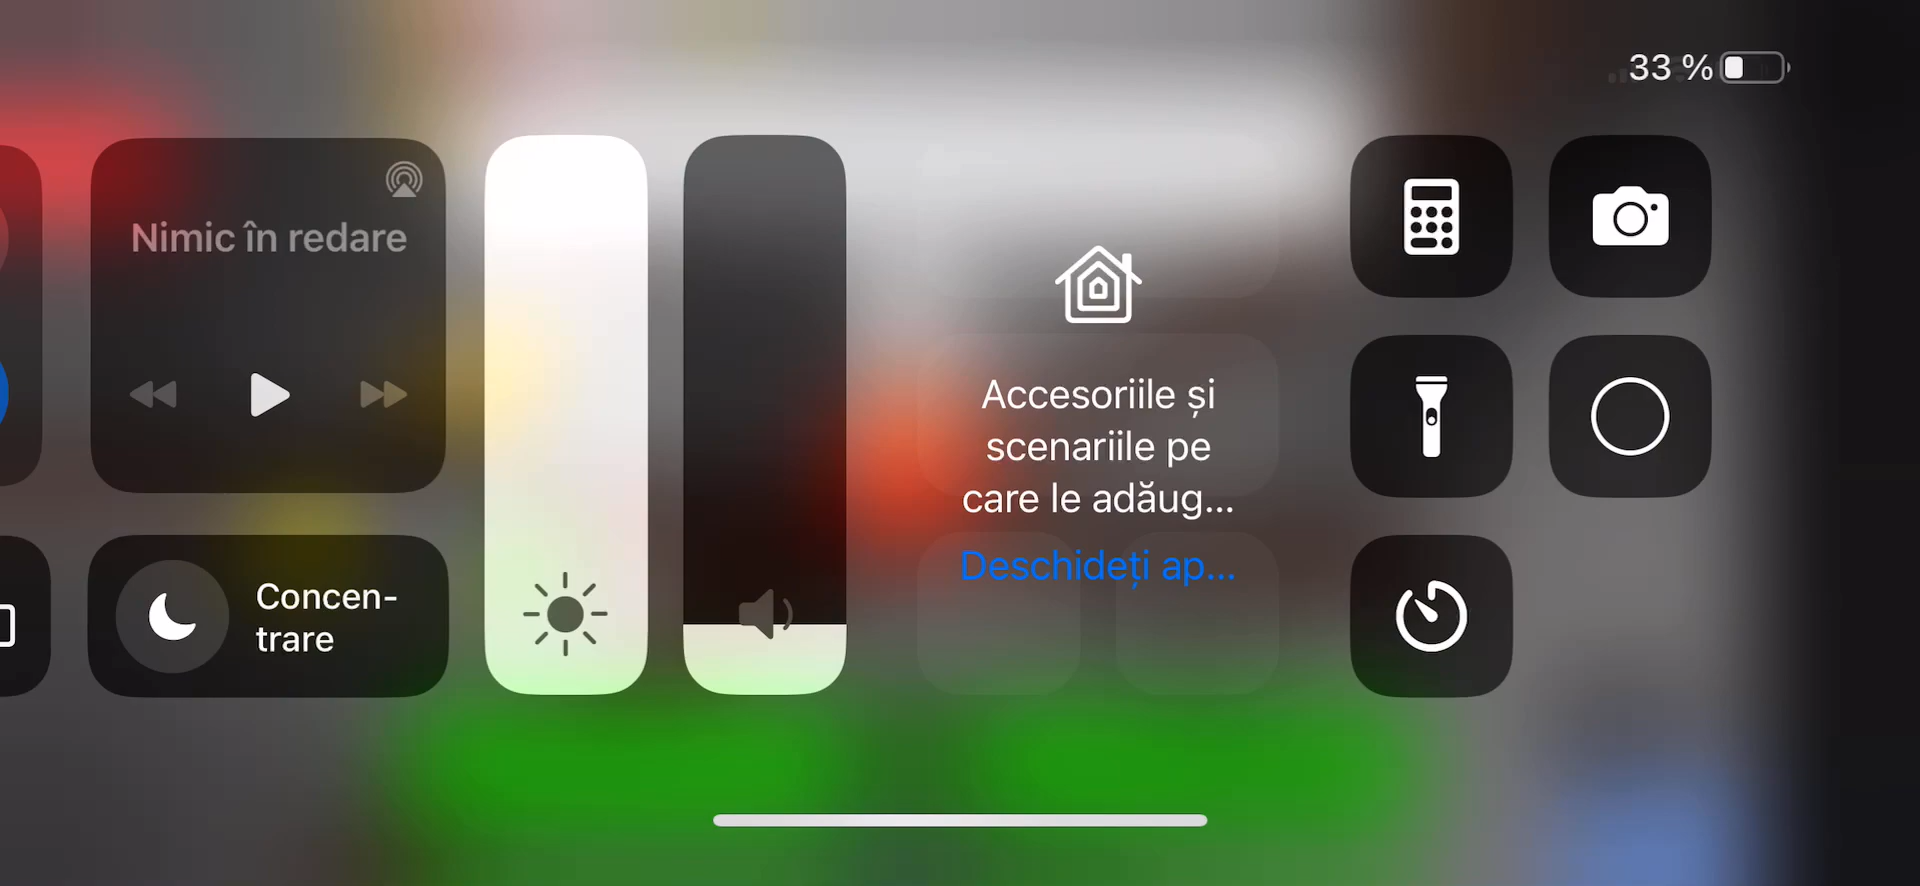 33 %
Nimic în redare
Accesoriile și
scenariile pe
care le adăug...
Deschideți ap...
Concen-
trare